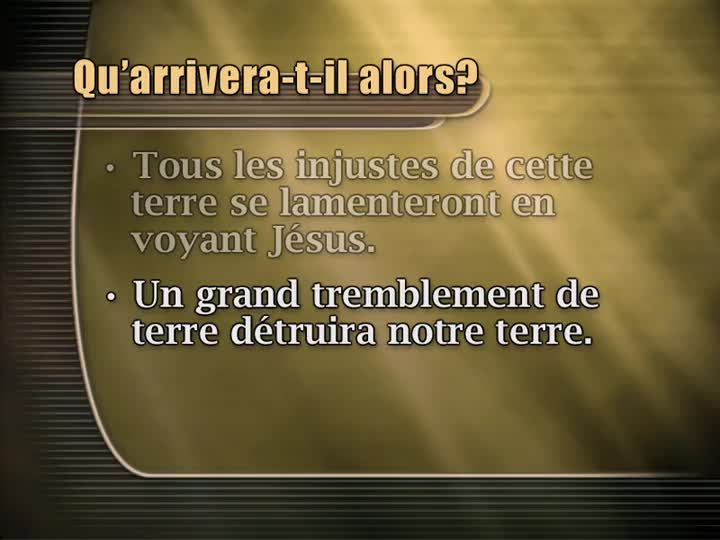 Qu’arrivera-t-il alors?
• Tous les injustes de cette
terre se lamenteront en
voyant Jésus.
• Un grand tremblement de
terre détruira notre terre.